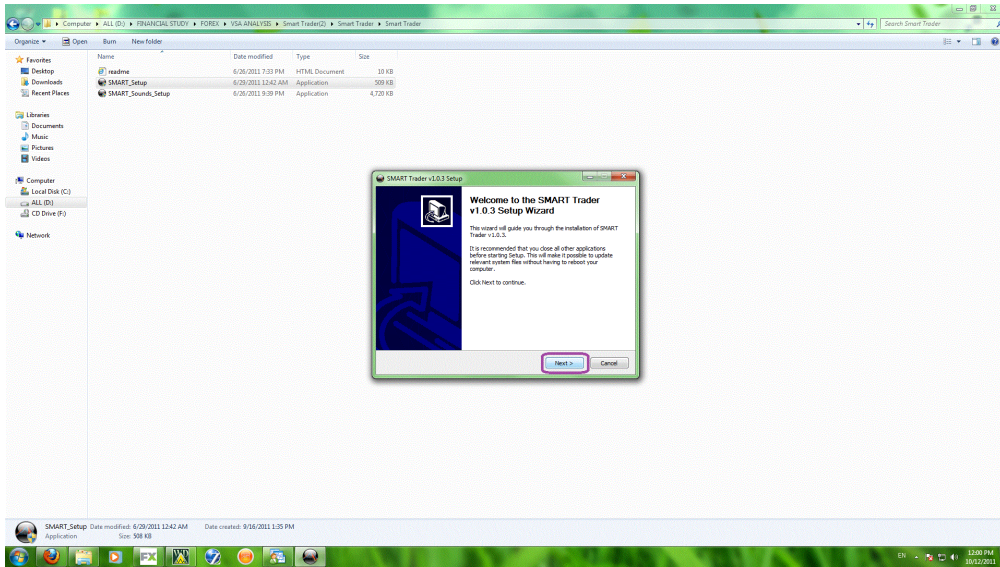 Computer ▸ ALL (D:) ▸ FINANCIAL STUDY ▸ FOREX ▸ VSA ANALYSIS ▸ Smart Trader(2) ▸ Smart Trader ▸ Smart Trader
Search Smart Trader
Organize Open Burn New folder
Name Date modified Type Size
readme 6/26/2011 7:33 PM HTML Document 10 KB
SMART_Setup 6/29/2011 12:42 AM Application 509 KB
SMART_Sounds_Setup 6/26/2011 9:39 PM Application 4,720 KB
Favorites
Desktop
Downloads
Recent Places
Libraries
Documents
Music
Pictures
Videos
Computer
Local Disk (C:)
ALL (D:)
CD Drive (F:)
Network
SMART Trader v1.0.3 Setup
Welcome to the SMART Trader
v1.0.3 Setup Wizard
This wizard will guide you through the installation of SMART
Trader v1.0.3.
It is recommended that you close all other applications
before starting Setup. This will make it possible to update
relevant system files without having to reboot your
computer.
Click Next to continue.
Next > Cancel
SMART_Setup Date modified: 6/29/2011 12:42 AM Date created: 9/16/2011 1:35 PM
Application Size: 508 KB
FX
EN
12:00 PM
10/12/2011